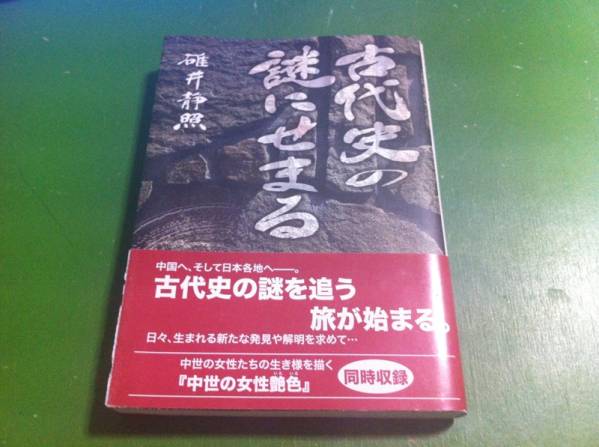 古代史の
謎にせまる
碓井静照
中国へ、そして日本各地へ――。
古代史の謎を追う
旅が始まる。
日々、生まれる新たな発見や解明を求めて…
中世の女性たちの生き様を描く
『中世の女性艶色』
いろいろ
同時収録